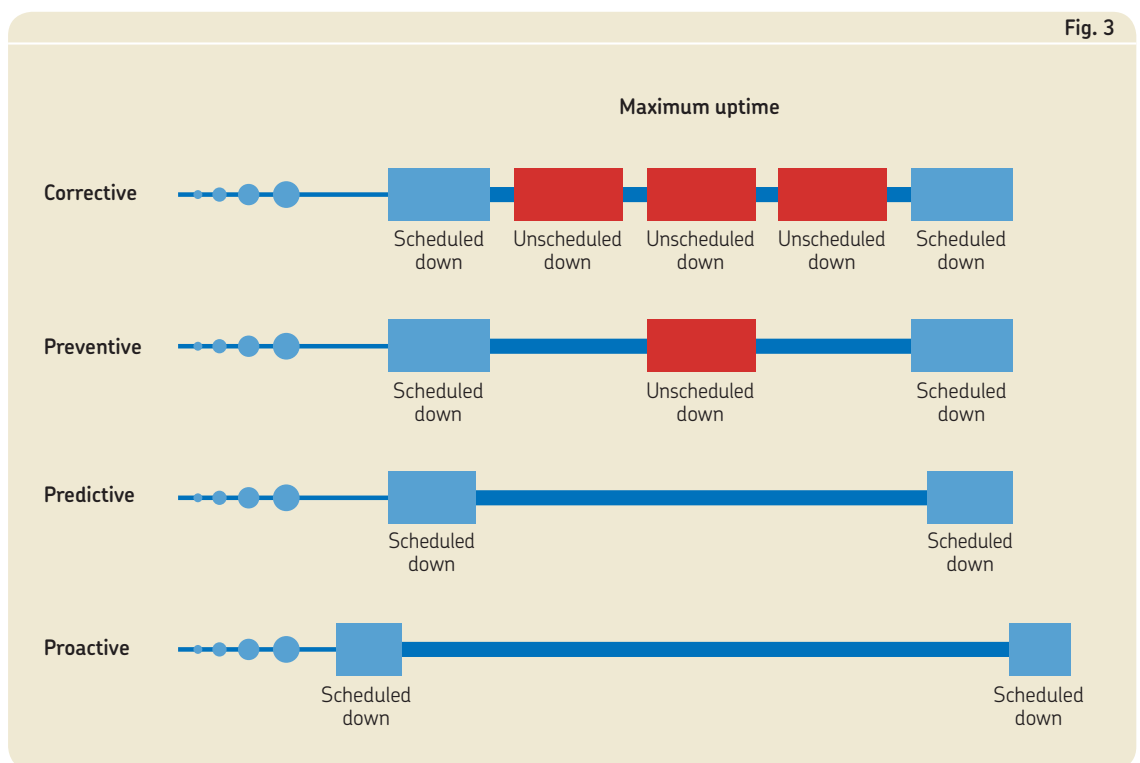 Fig. 3
Maximum uptime
Corrective
Scheduled
down
Unscheduled
down
Unscheduled
down
Unscheduled
down
Scheduled
down
Preventive
Scheduled
down
Unscheduled
down
Scheduled
down
Predictive
Scheduled
down
Scheduled
down
Proactive
Scheduled
down
Scheduled
down